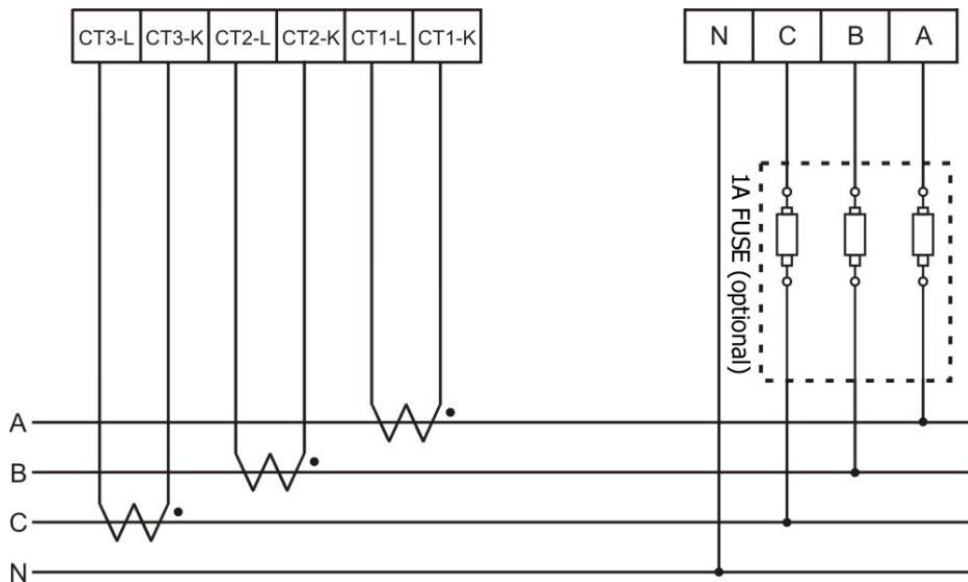 CT3-L CT3-K CT2-L CT2-K CT1-L CT1-K
N C B A
1A FUSE (optional)
A
B
C
N